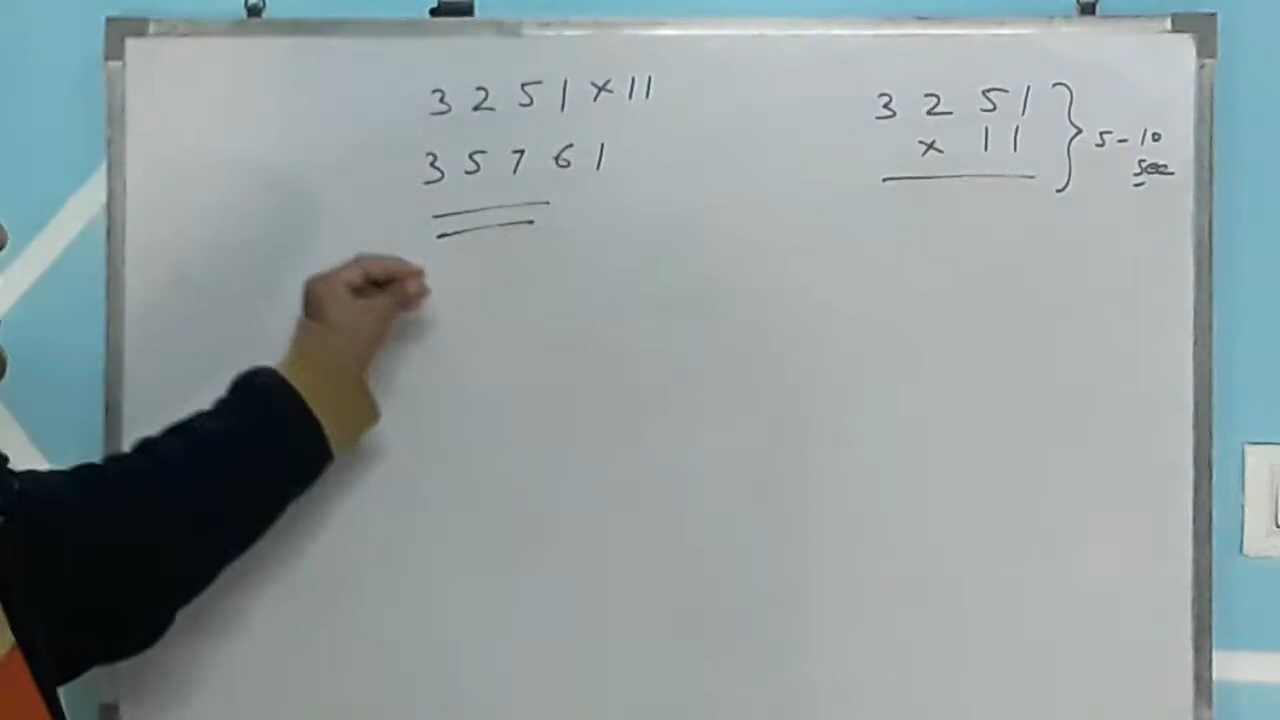 3 2 5 1 × 11
3 5 7 6 1
3 2 5 1
× 1 1
5 - 10
Sec